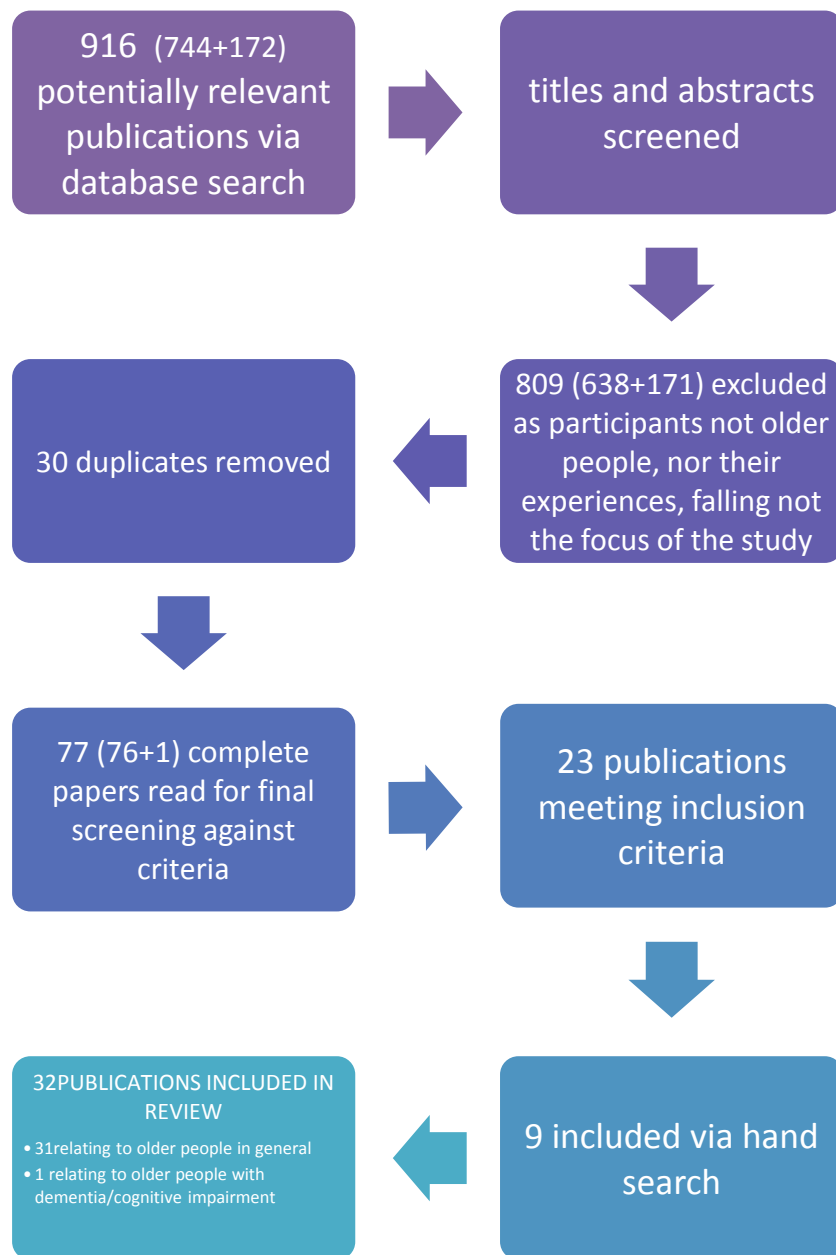 916 (744+172)
potentially relevant
publications via
database search
titles and abstracts
screened
809 (638+171) excluded
as participants not older
people, nor their
experiences, falling not
the focus of the study
30 duplicates removed
77 (76+1) complete
papers read for final
screening against
criteria
23 publications
meeting inclusion
criteria
9 included via hand
search
32PUBLICATIONS INCLUDED IN
REVIEW
• 31relating to older people in general
• 1 relating to older people with
dementia/cognitive impairment